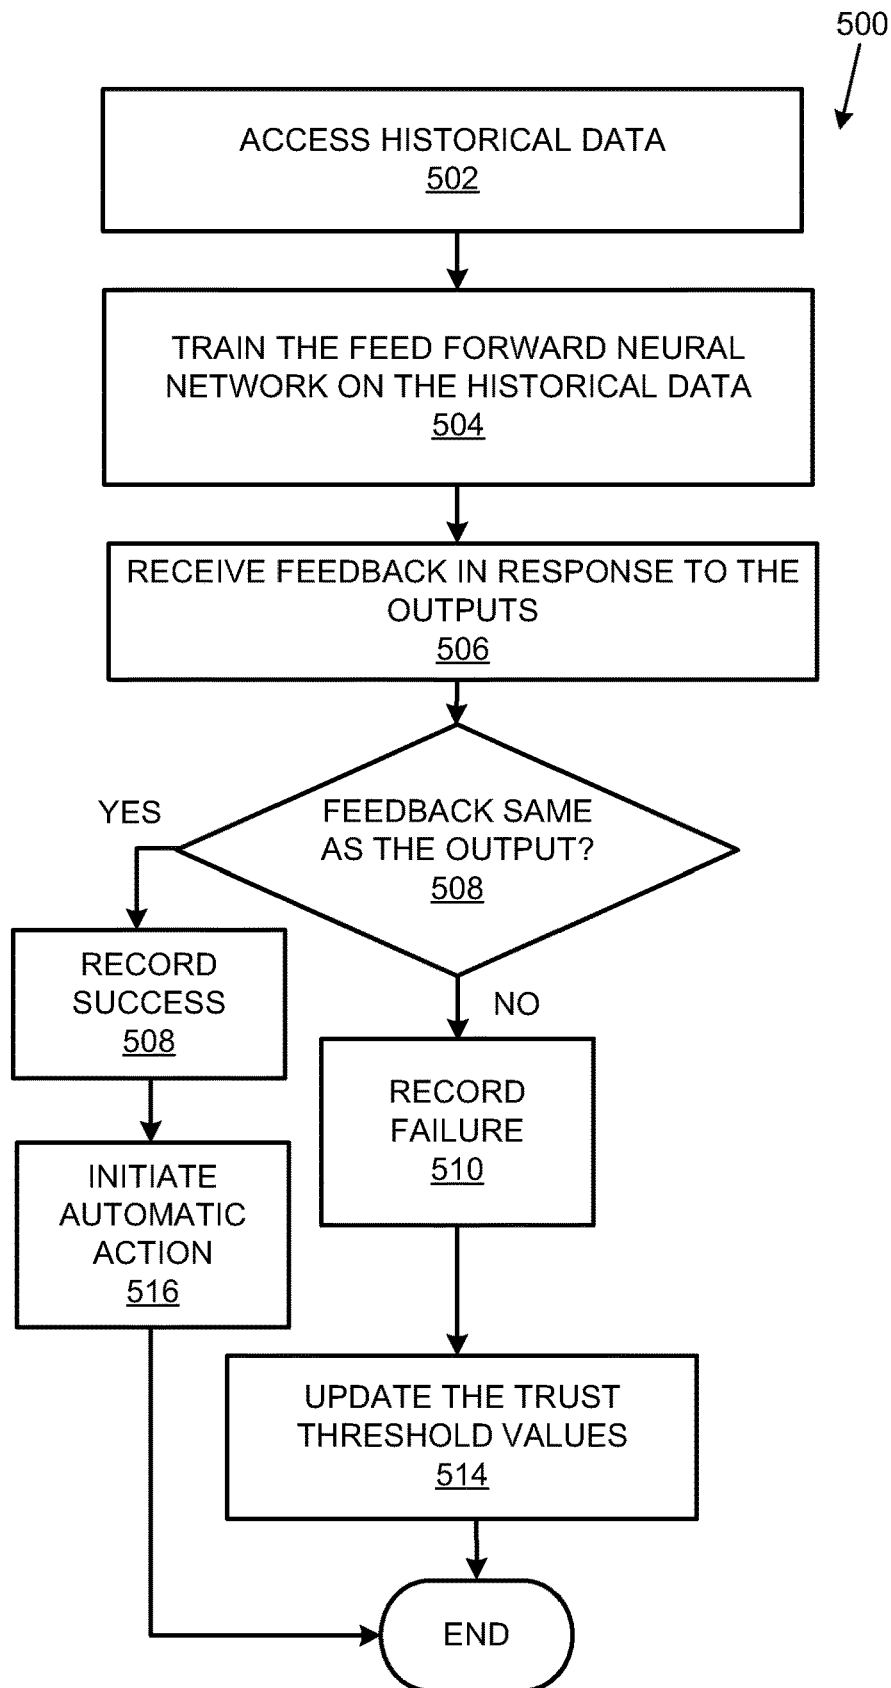 500
ACCESS HISTORICAL DATA
502
TRAIN THE FEED FORWARD NEURAL
NETWORK ON THE HISTORICAL DATA
504
RECEIVE FEEDBACK IN RESPONSE TO THE
OUTPUTS
506
FEEDBACK SAME
AS THE OUTPUT?
508
YES
RECORD
SUCCESS
508
NO
RECORD
FAILURE
510
INITIATE
AUTOMATIC
ACTION
516
UPDATE THE TRUST
THRESHOLD VALUES
514
END